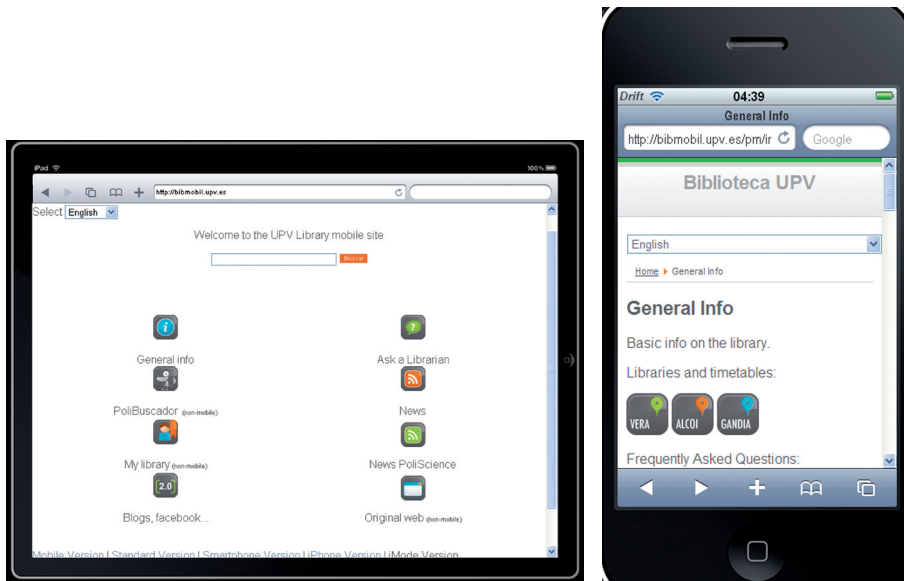 iPad
100%
http://bibmobil.upv.es
Select English
Welcome to the UPV Library mobile site
Buscar
i
?
General info
Ask a Librarian
PoliBuscador (non-mobile)
News
My library (non-mobile)
News PoliScience
[2.0]
Blogs, facebook...
Original web (non-mobile)
Mobile Version | Standard Version | Smartphone Version | iPhone Version | iMode Version
Drift
04:39
General Info
http://bibmobil.upv.es/pm/ir
Google
Biblioteca UPV
English
Home General Info
General Info
Basic info on the library.
Libraries and timetables:
VERA ALCOI GANDIA
Frequently Asked Questions: